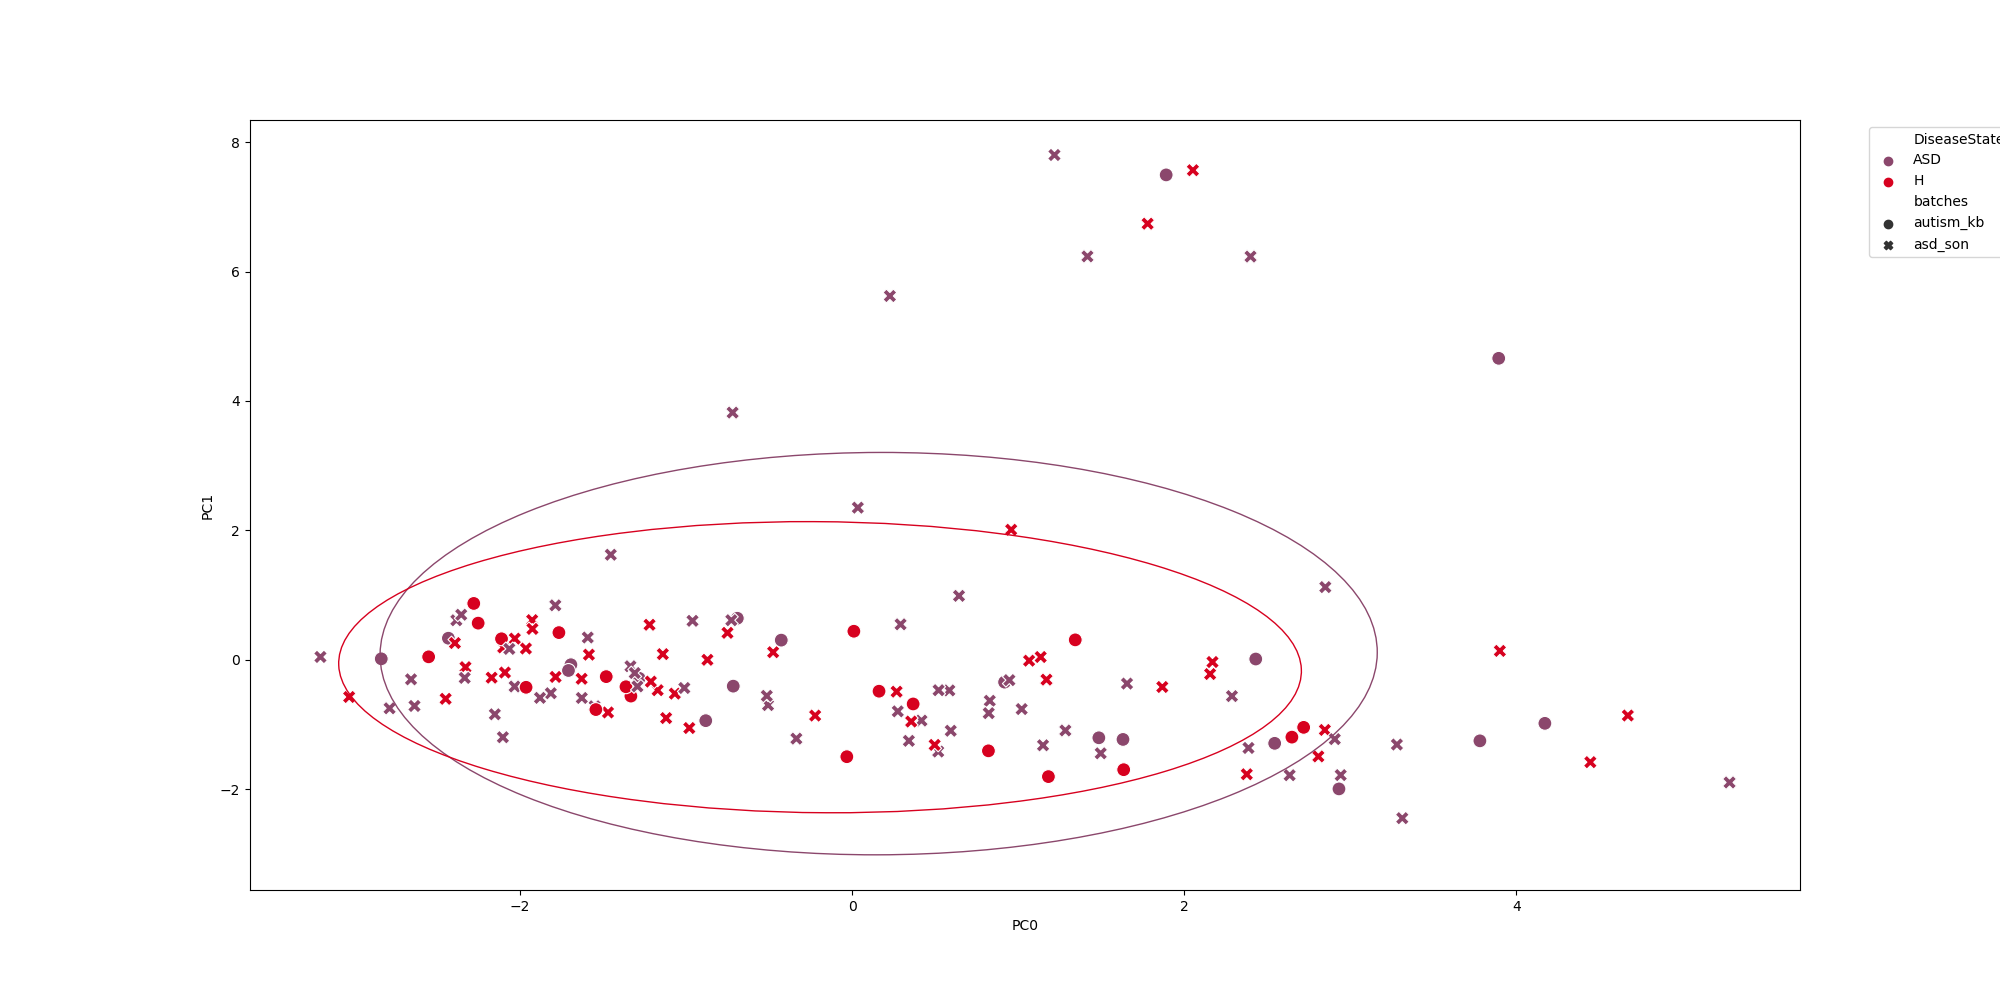 8
6
4
2
0
−2
PC1
−2
0
2
4
PC0
DiseaseState
ASD
H
batches
autism_kb
asd_son